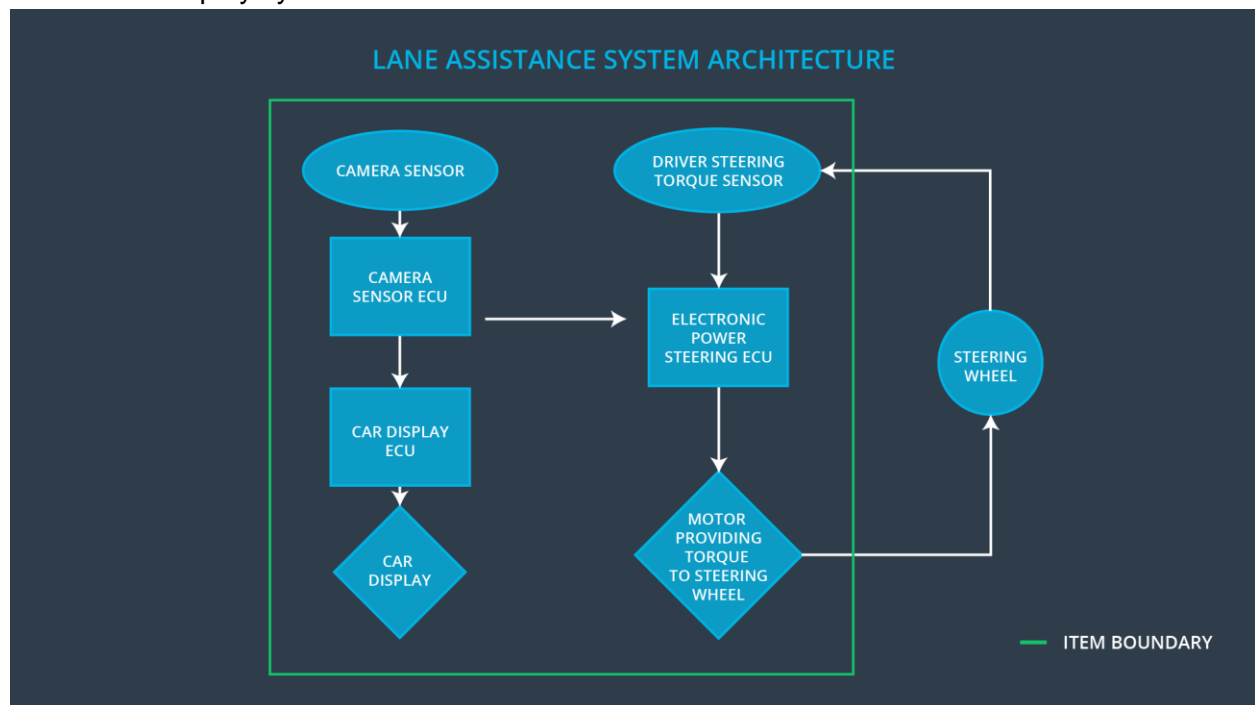 LANE ASSISTANCE SYSTEM ARCHITECTURE
CAMERA SENSOR
CAMERA
SENSOR ECU
CAR DISPLAY
ECU
CAR
DISPLAY
DRIVER STEERING
TORQUE SENSOR
ELECTRONIC
POWER
STEERING ECU
MOTOR
PROVIDING
TORQUE
TO STEERING
WHEEL
STEERING
WHEEL
ITEM BOUNDARY